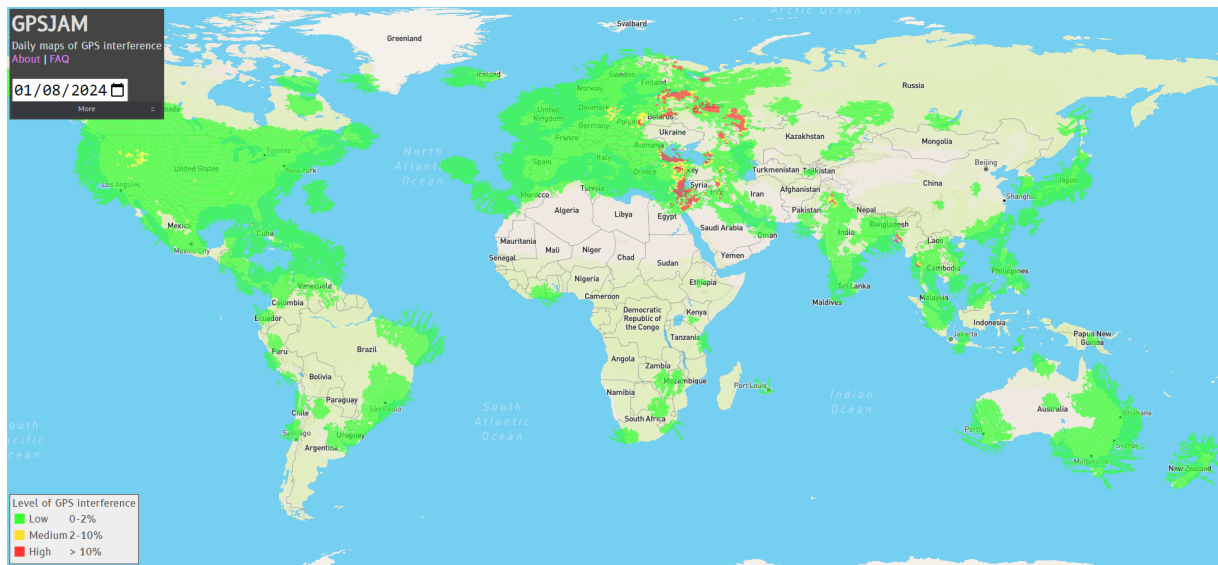 GPSJAM
Daily maps of GPS interference
About | FAQ
01/08/2024
More
Arctic Ocean
Svalbard
Greenland
Iceland
Sweden
Finland
Norway
Russia
United
Kingdom
Denmark
Belarus
Germany
Poland
Ukraine
France
Kazakhstan
Mongolia
Romania
Toronto
North
Atlantic
Ocean
Italy
Spain
United States
New York
Beijing
Greece
Turkmenistan
Tajikistan
Los Angeles
Syria
China
Japan
Morocco
Tunisia
Iraq
Iran
Afghanistan
Shanghai
Algeria
Libya
Egypt
Pakistan
Nepal
Mexico
Saudi Arabia
Bangladesh
Cuba
Oman
India
Mexico City
Mauritania
Mali
Niger
Chad
Sudan
Yemen
Laos
Senegal
Cambodia
Philippines
Nigeria
Ethiopia
Venezuela
Sri Lanka
Cameroon
Colombia
Maldives
Malaysia
Ecuador
Democratic
Republic of
the Congo
Kenya
Indonesia
Jakarta
Papua New
Guinea
Tanzania
Peru
Brazil
Angola
Zambia
Bolivia
Mozambique
Port Louis
Namibia
Indian
Ocean
Paraguay
South
Atlantic
Ocean
São Paulo
Australia
Brisbane
Chile
South Africa
Perth
Santiago
Uruguay
Sydney
Argentina
Melbourne
New Zealand
Level of GPS interference
Low 0-2%
Medium 2-10%
High > 10%